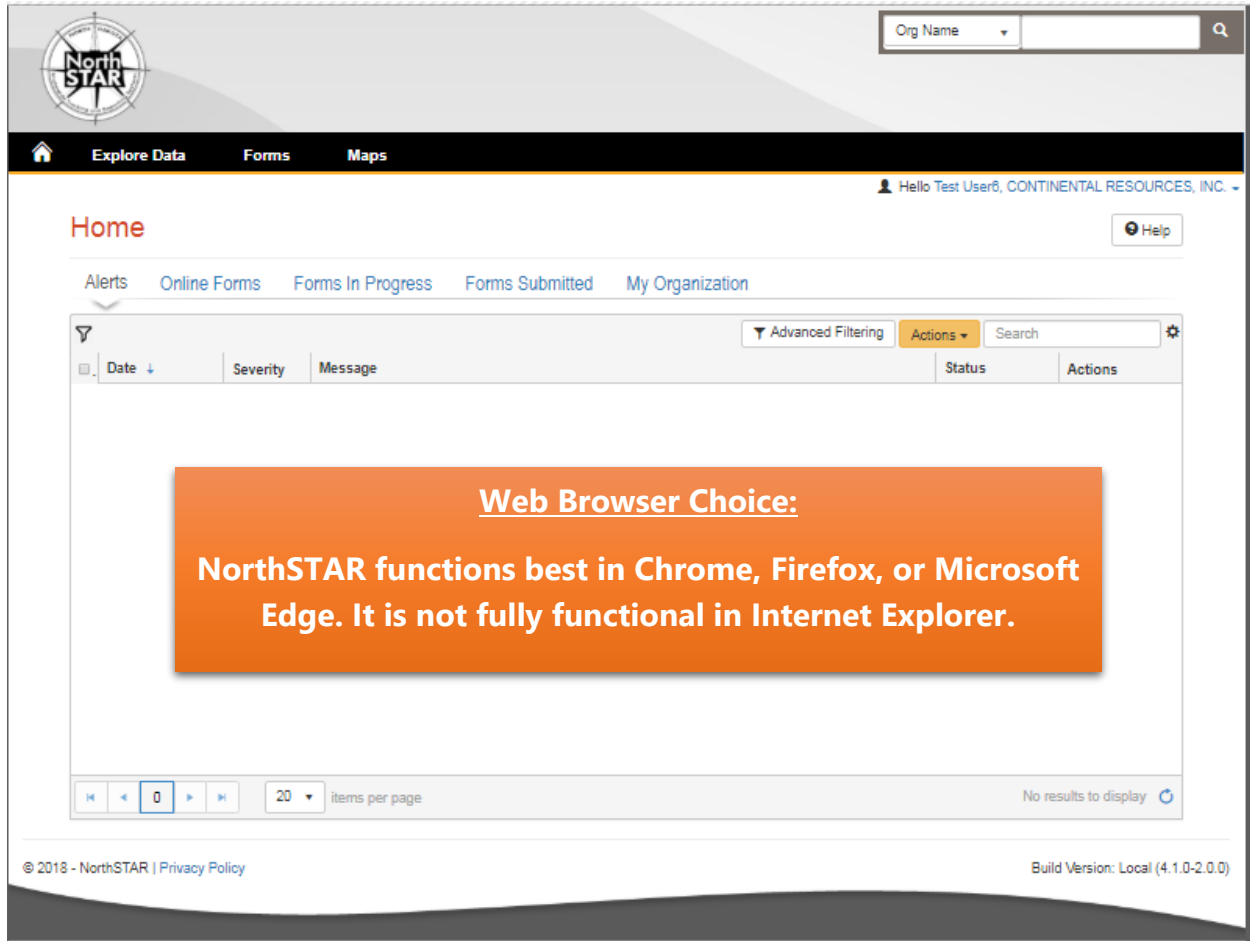 North
STAR
Org Name
Explore Data Forms Maps
Hello Test User6, CONTINENTAL RESOURCES, INC.
Home
Help
Alerts Online Forms Forms In Progress Forms Submitted My Organization
Advanced Filtering Actions Search
Date Severity Message Status Actions
Web Browser Choice:
NorthSTAR functions best in Chrome, Firefox, or Microsoft
Edge. It is not fully functional in Internet Explorer.
0 20 items per page No results to display
© 2018 - NorthSTAR | Privacy Policy Build Version: Local (4.1.0-2.0.0)